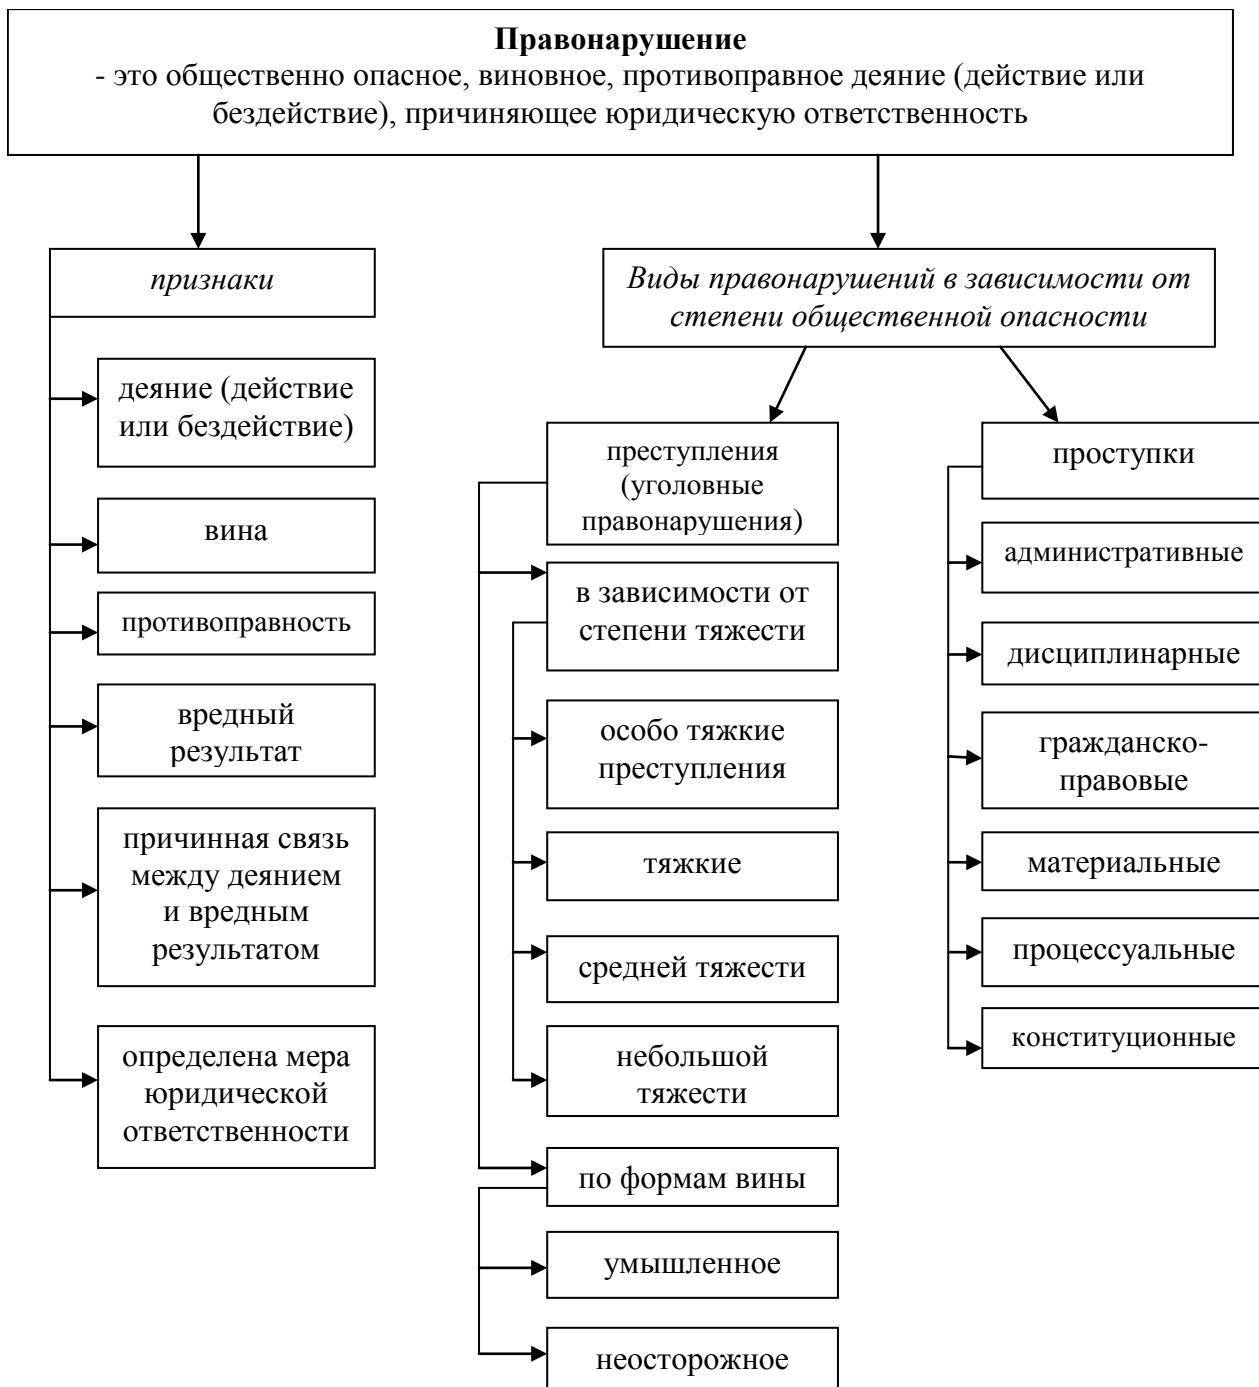 Правонарушение
- это общественно опасное, виновное, противоправное деяние (действие или
бездействие), причиняющее юридическую ответственность
признаки
деяние (действие
или бездействие)
вина
противоправность
вредный
результат
причинная связь
между деянием
и вредным
результатом
определена мера
юридической
ответственности
Виды правонарушений в зависимости от
степени общественной опасности
преступления
(уголовные
правонарушения)
в зависимости от
степени тяжести
особо тяжкие
преступления
тяжкие
средней тяжести
небольшой
тяжести
по формам вины
умышленное
неосторожное
проступки
административные
дисциплинарные
гражданско-
правовые
материальные
процессуальные
конституционные